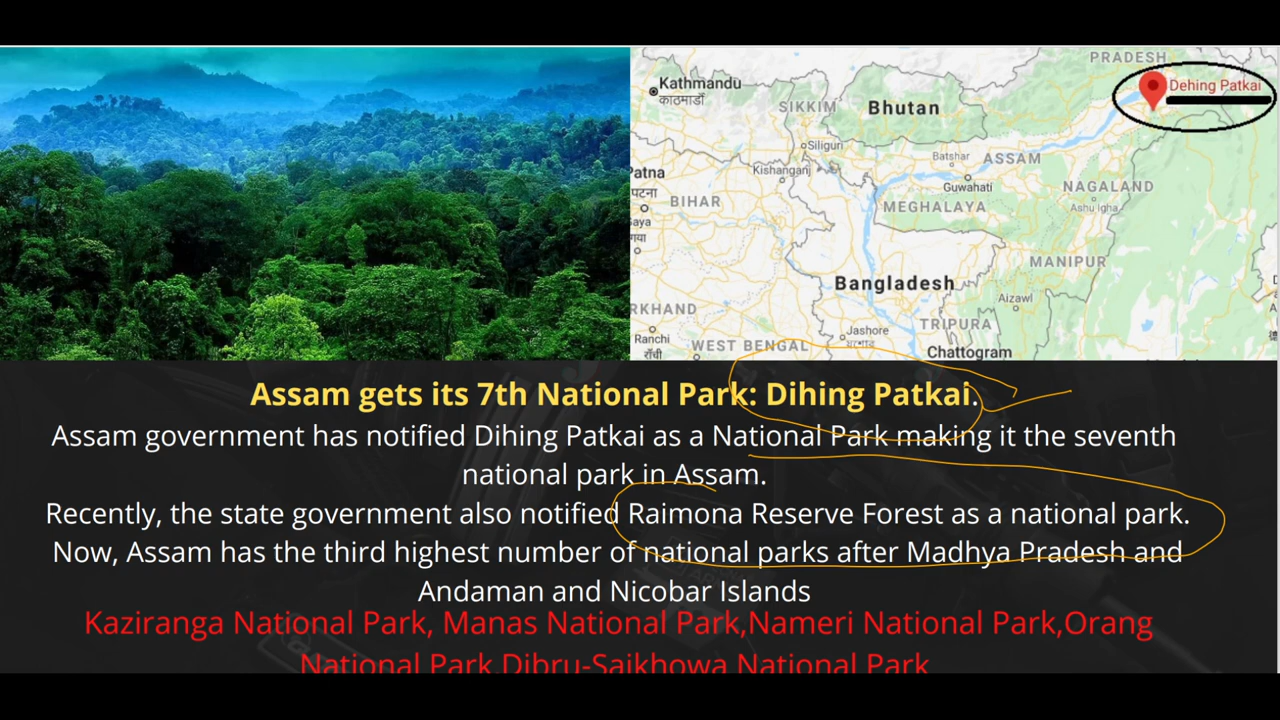 PRADESH
Dehing Patkai
Kathmandu
काठमाडौं
SIKKIM
Bhutan
Siliguri
Batshar
ASSAM
Kishanganj
Guwahati
Patna
पटना
NAGALAND
Ashu Igha
BIHAR
MEGHALAYA
Gaya
गया
MANIPUR
Bangladesh
Aizawl
RKHAND
TRIPURA
Ranchi
राँची
Jashore
যশোর
WEST BENGAL
Chattogram
Assam gets its 7th National Park: Dihing Patkai.
Assam government has notified Dihing Patkai as a National Park making it the seventh
national park in Assam.
Recently, the state government also notified Raimona Reserve Forest as a national park.
Now, Assam has the third highest number of national parks after Madhya Pradesh and
Andaman and Nicobar Islands
Kaziranga National Park, Manas National Park,Nameri National Park,Orang
National Park,Dibru-Saikhowa National Park